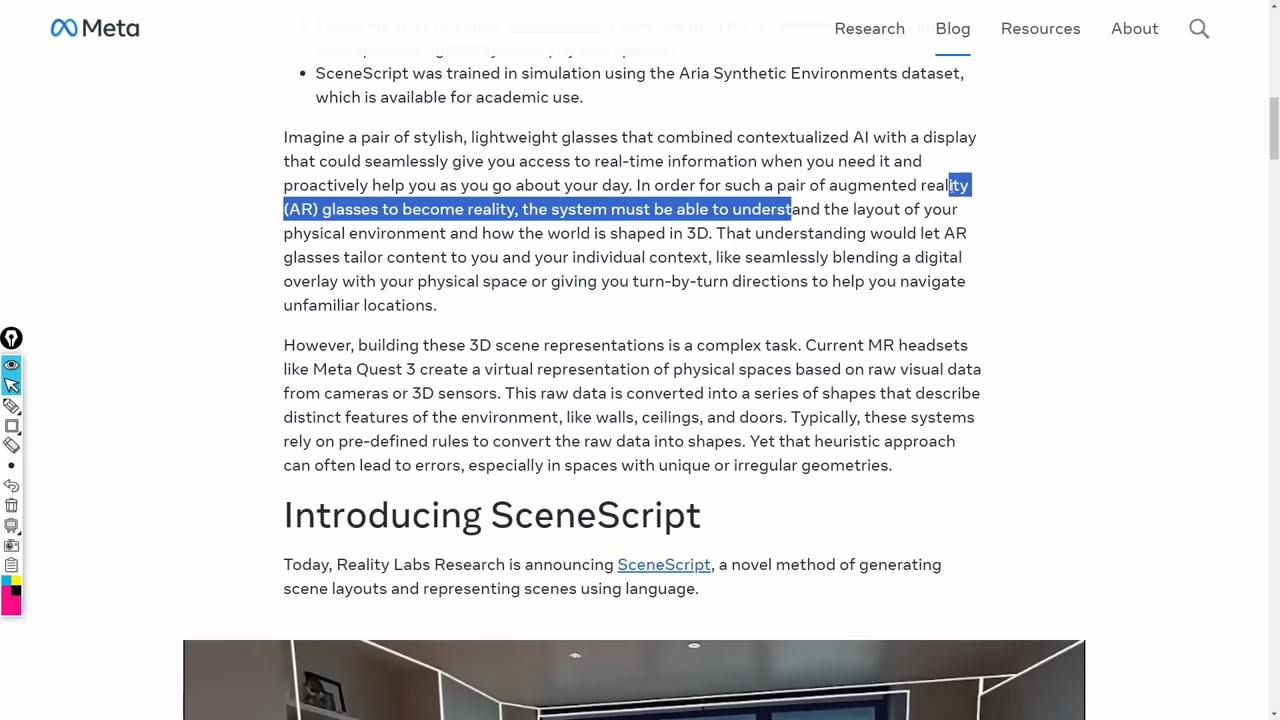 Meta
Research Blog Resources About
SceneScript was trained in simulation using the Aria Synthetic Environments dataset,
which is available for academic use.
Imagine a pair of stylish, lightweight glasses that combined contextualized AI with a display
that could seamlessly give you access to real-time information when you need it and
proactively help you as you go about your day. In order for such a pair of augmented reality
(AR) glasses to become reality, the system must be able to understand the layout of your
physical environment and how the world is shaped in 3D. That understanding would let AR
glasses tailor content to you and your individual context, like seamlessly blending a digital
overlay with your physical space or giving you turn-by-turn directions to help you navigate
unfamiliar locations.
However, building these 3D scene representations is a complex task. Current MR headsets
like Meta Quest 3 create a virtual representation of physical spaces based on raw visual data
from cameras or 3D sensors. This raw data is converted into a series of shapes that describe
distinct features of the environment, like walls, ceilings, and doors. Typically, these systems
rely on pre-defined rules to convert the raw data into shapes. Yet that heuristic approach
can often lead to errors, especially in spaces with unique or irregular geometries.
Introducing SceneScript
Today, Reality Labs Research is announcing SceneScript, a novel method of generating
scene layouts and representing scenes using language.